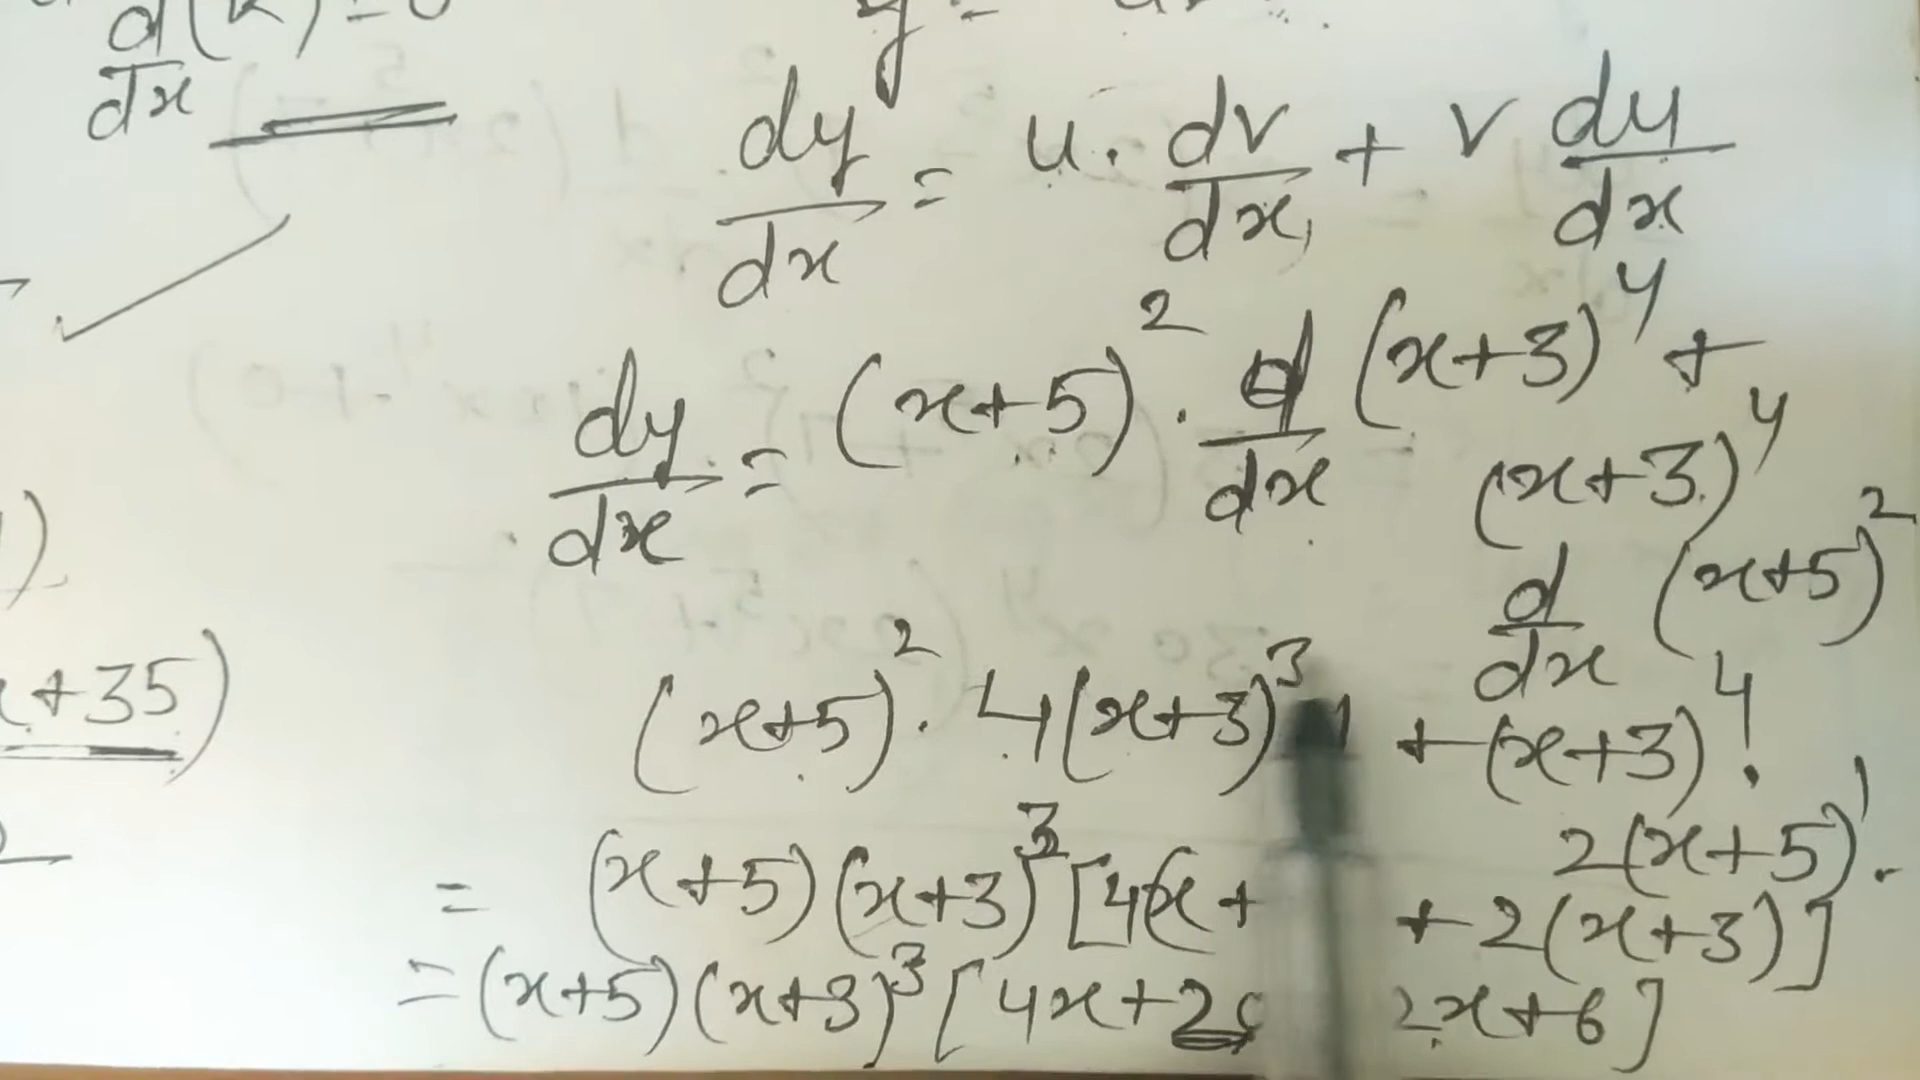 d/dx
dy/dx = u. dv/dx + v du/dx
dy/dx = (x+5)² . d/dx (x+3)⁴ +
(x+3)⁴
d/dx (x+5)²
(x+5)² . 4(x+3)³ + (x+3)⁴ .
2(x+5)¹ .
= (x+5)(x+3)³ [4(x+ + 2(x+3)]
= (x+5)(x+3)³ [4x+2 2x+6]
+35)